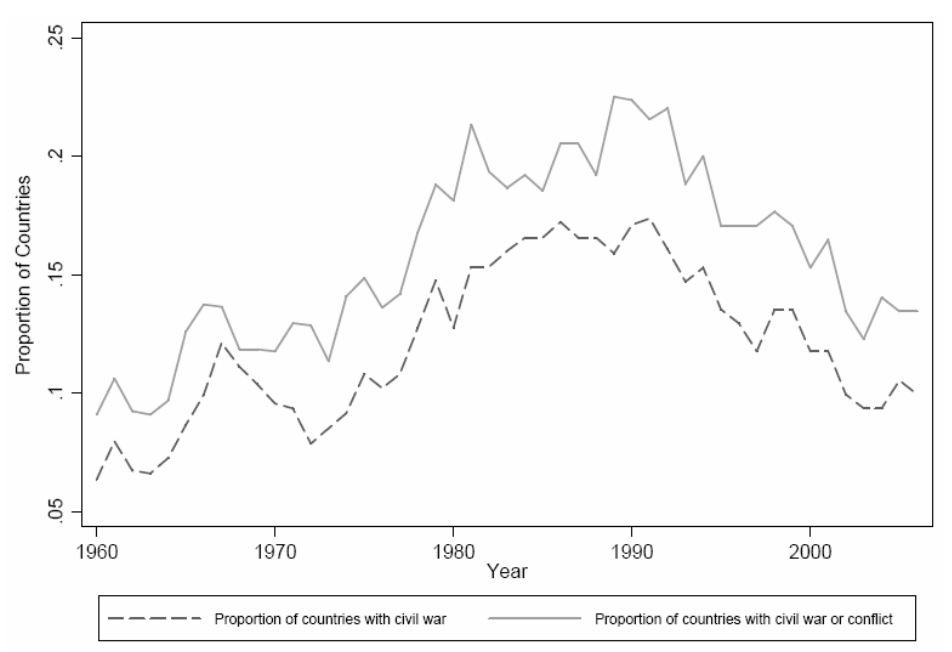 .25
.2
.15
.1
.05
Proportion of Countries
1960 1970 1980 1990 2000
Year
Proportion of countries with civil war Proportion of countries with civil war or conflict